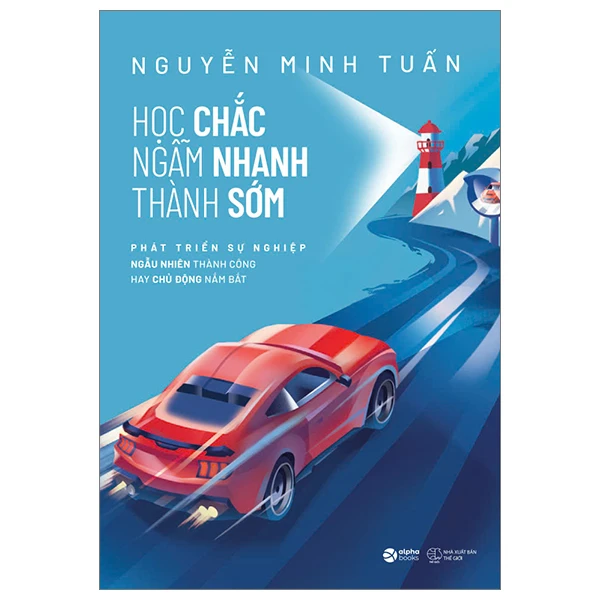 NGUYỄN MINH TUẤN
HỌC CHẮC
NGẪM NHANH
THÀNH SỚM
PHÁT TRIỂN SỰ NGHIỆP
NGẪU NHIÊN THÀNH CÔNG
HAY CHỦ ĐỘNG NẮM BẮT
alpha
books
NHÀ XUẤT BẢN
THẾ GIỚI